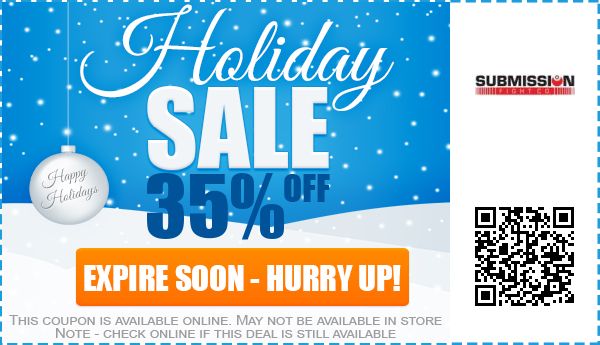 Holiday
SALE
35% OFF
Happy
Holidays
EXPIRE SOON - HURRY UP!
THIS COUPON IS AVAILABLE ONLINE. MAY NOT BE AVAILABLE IN STORE
NOTE - CHECK ONLINE IF THIS DEAL IS STILL AVAILABLE
SUBMISSION
FIGHT CO